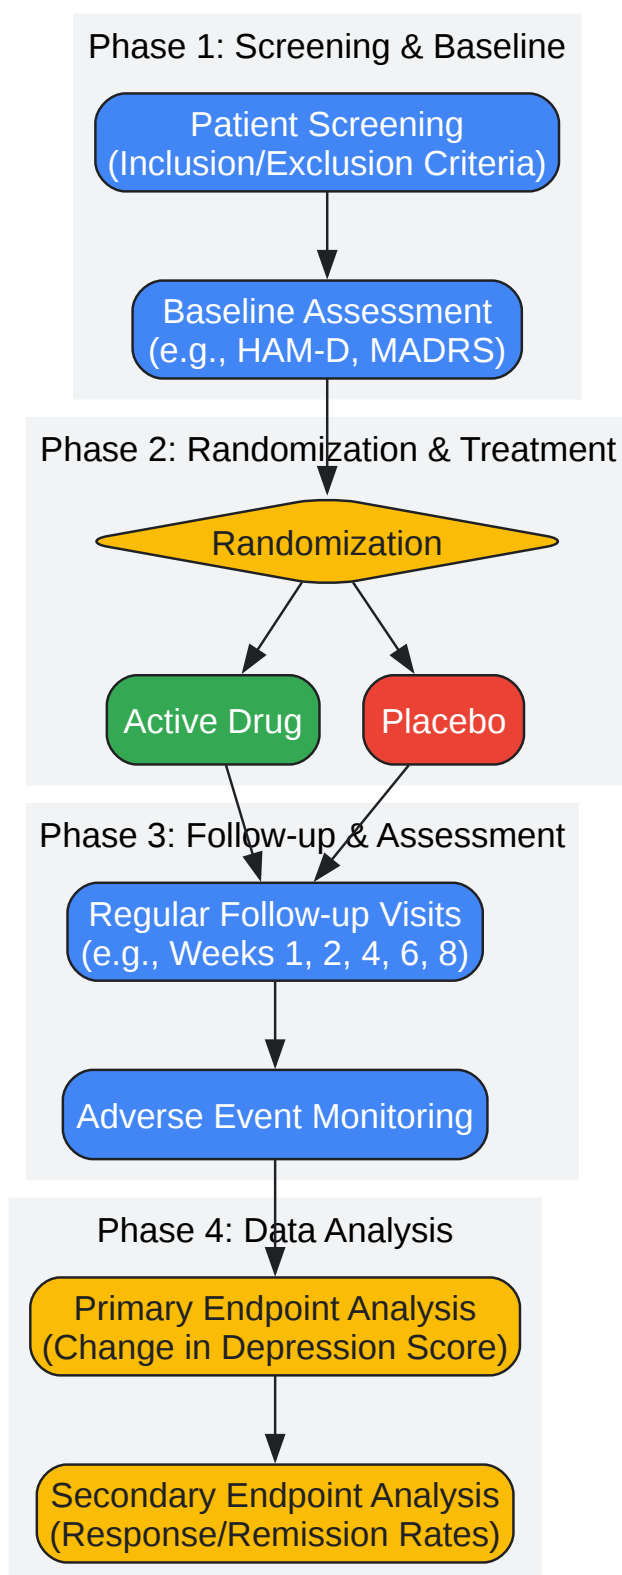 Phase 1: Screening & Baseline
Patient Screening
(Inclusion/Exclusion Criteria)
Baseline Assessment
(e.g., HAM-D, MADRS)
Phase 2: Randomization & Treatment
Randomization
Active Drug
Placebo
Phase 3: Follow-up & Assessment
Regular Follow-up Visits
(e.g., Weeks 1, 2, 4, 6, 8)
Adverse Event Monitoring
Phase 4: Data Analysis
Primary Endpoint Analysis
(Change in Depression Score)
Secondary Endpoint Analysis
(Response/Remission Rates)